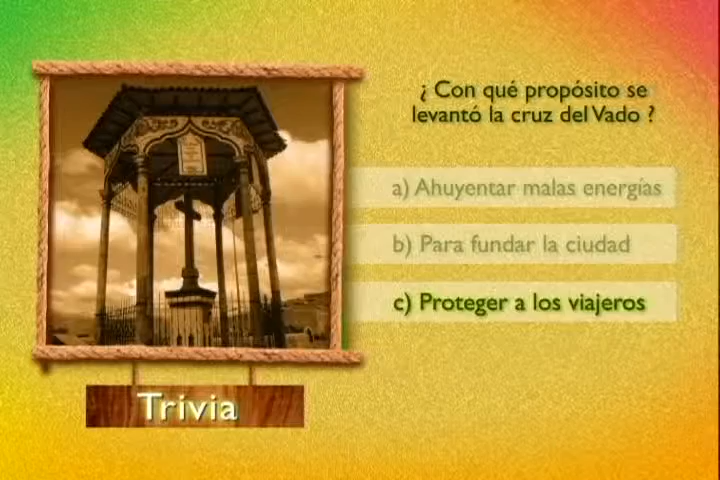 ¿ Con qué propósito se
levantó la cruz del Vado ?
a) Ahuyentar malas energías
b) Para fundar la ciudad
c) Proteger a los viajeros
Trivia